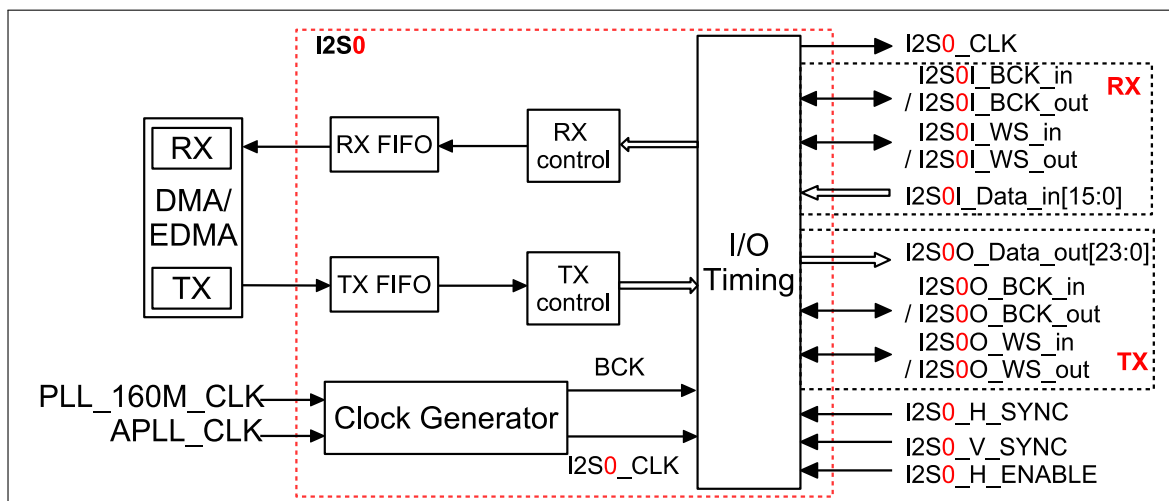 I2S0
I2S0_CLK
I2S0I_BCK_in
/ I2S0I_BCK_out
RX
I2S0I_WS_in
/ I2S0I_WS_out
I2S0I_Data_in[15:0]
RX
DMA/
EDMA
TX
RX FIFO
RX
control
TX FIFO
TX
control
I/O
Timing
I2S0O_Data_out[23:0]
I2S0O_BCK_in
/ I2S0O_BCK_out
I2S0O_WS_in
/ I2S0O_WS_out
TX
PLL_160M_CLK
APLL_CLK
Clock Generator
BCK
I2S0_CLK
I2S0_H_SYNC
I2S0_V_SYNC
I2S0_H_ENABLE